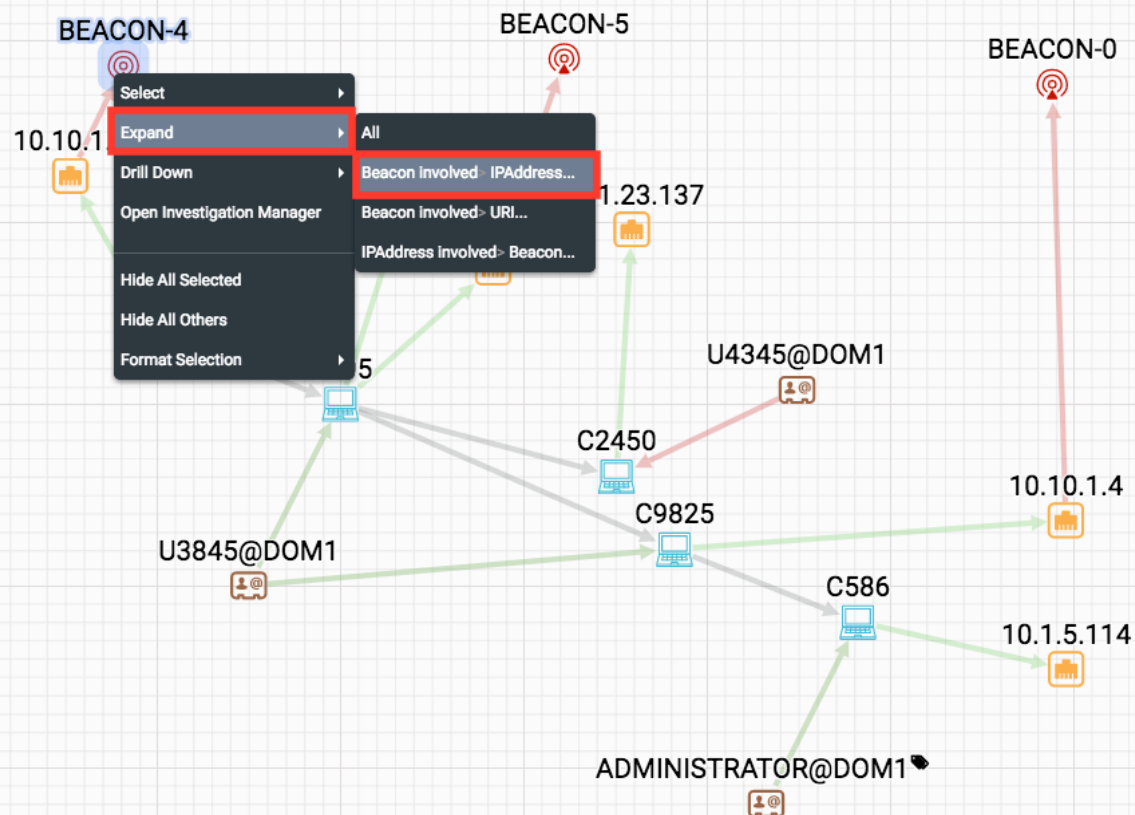 BEACON-4
BEACON-5
BEACON-0
Select
Expand
Drill Down
Open Investigation Manager
Hide All Selected
Hide All Others
Format Selection
All
Beacon involved> IPAddress...
Beacon involved> URI...
IPAddress involved> Beacon...
10.10.1.
1.23.137
5
U4345@DOM1
C2450
10.10.1.4
C9825
U3845@DOM1
C586
10.1.5.114
ADMINISTRATOR@DOM1